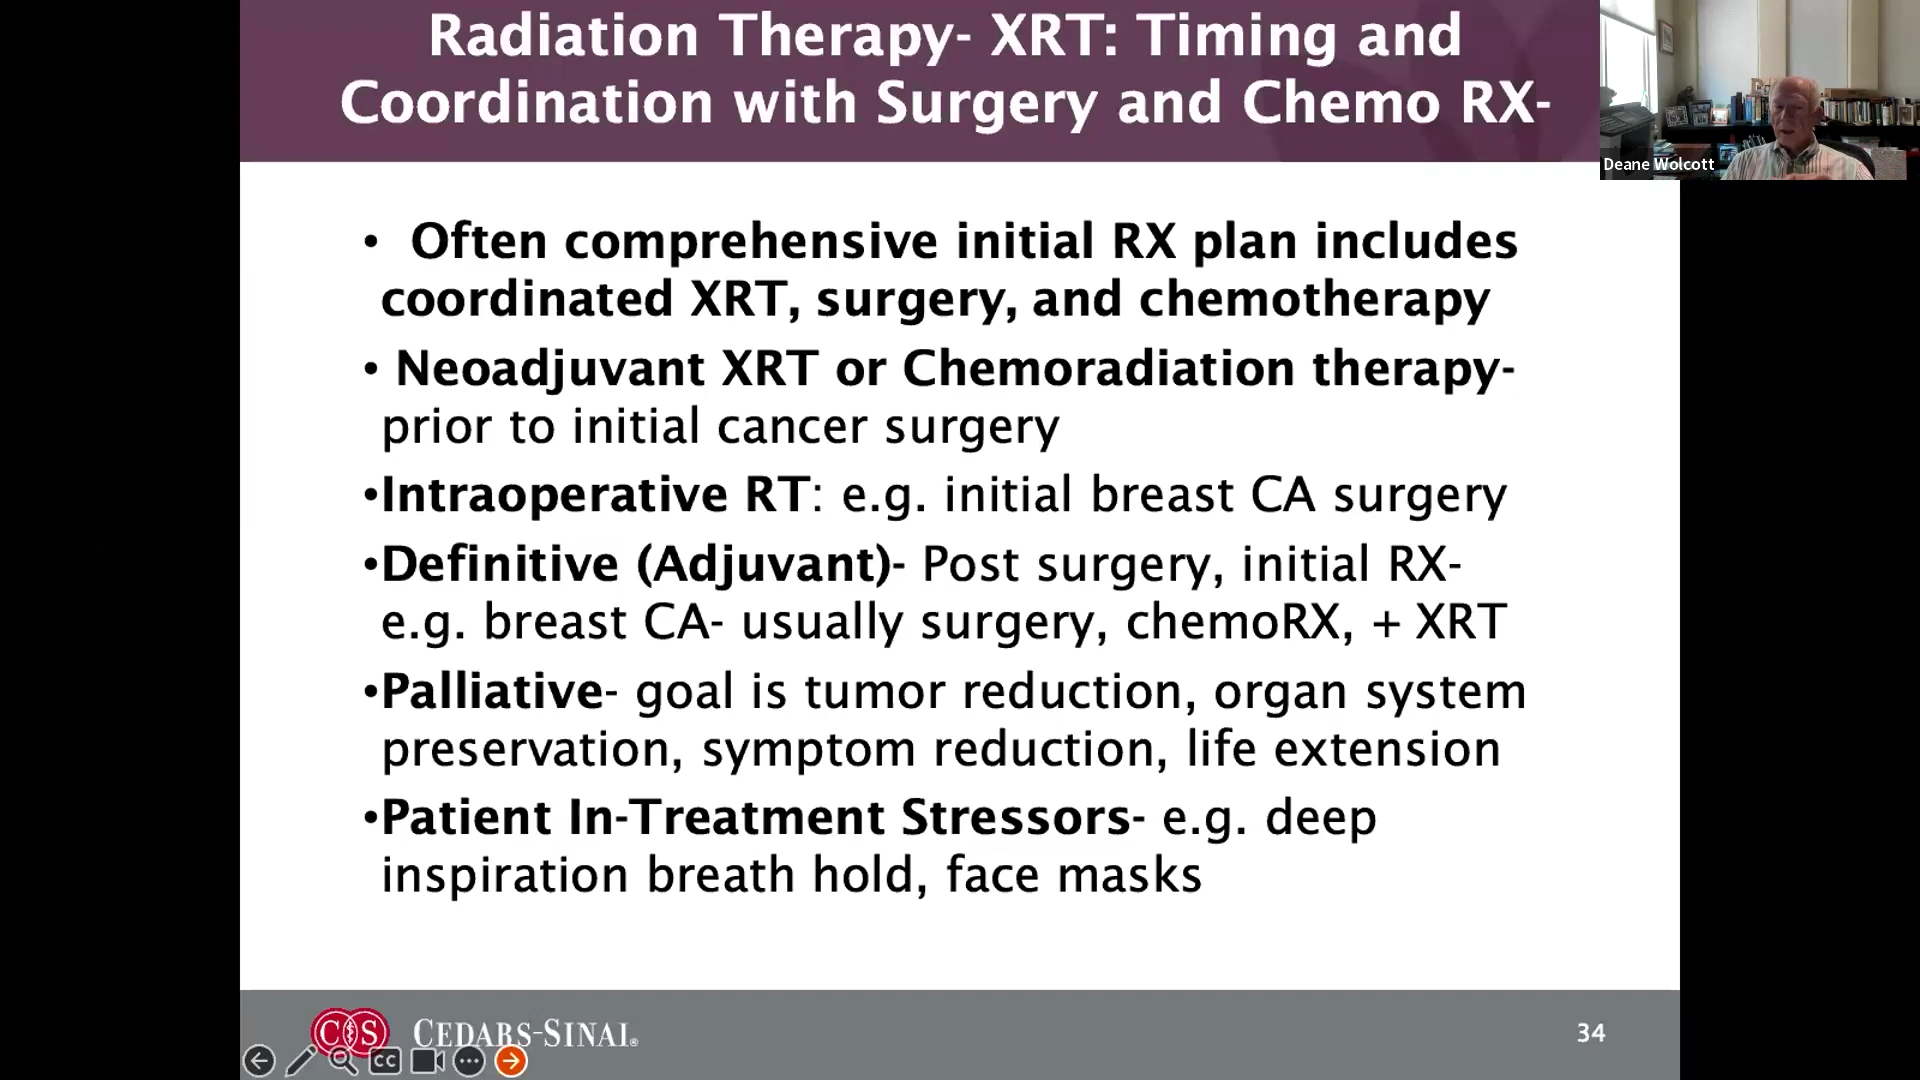 Radiation Therapy- XRT: Timing and
Coordination with Surgery and Chemo RX-
Deane Wolcott
• Often comprehensive initial RX plan includes
coordinated XRT, surgery, and chemotherapy
• Neoadjuvant XRT or Chemoradiation therapy-
prior to initial cancer surgery
•Intraoperative RT: e.g. initial breast CA surgery
•Definitive (Adjuvant)- Post surgery, initial RX-
e.g. breast CA- usually surgery, chemoRX, + XRT
•Palliative- goal is tumor reduction, organ system
preservation, symptom reduction, life extension
•Patient In-Treatment Stressors- e.g. deep
inspiration breath hold, face masks
CS CEDARS-SINAI®
34
CC